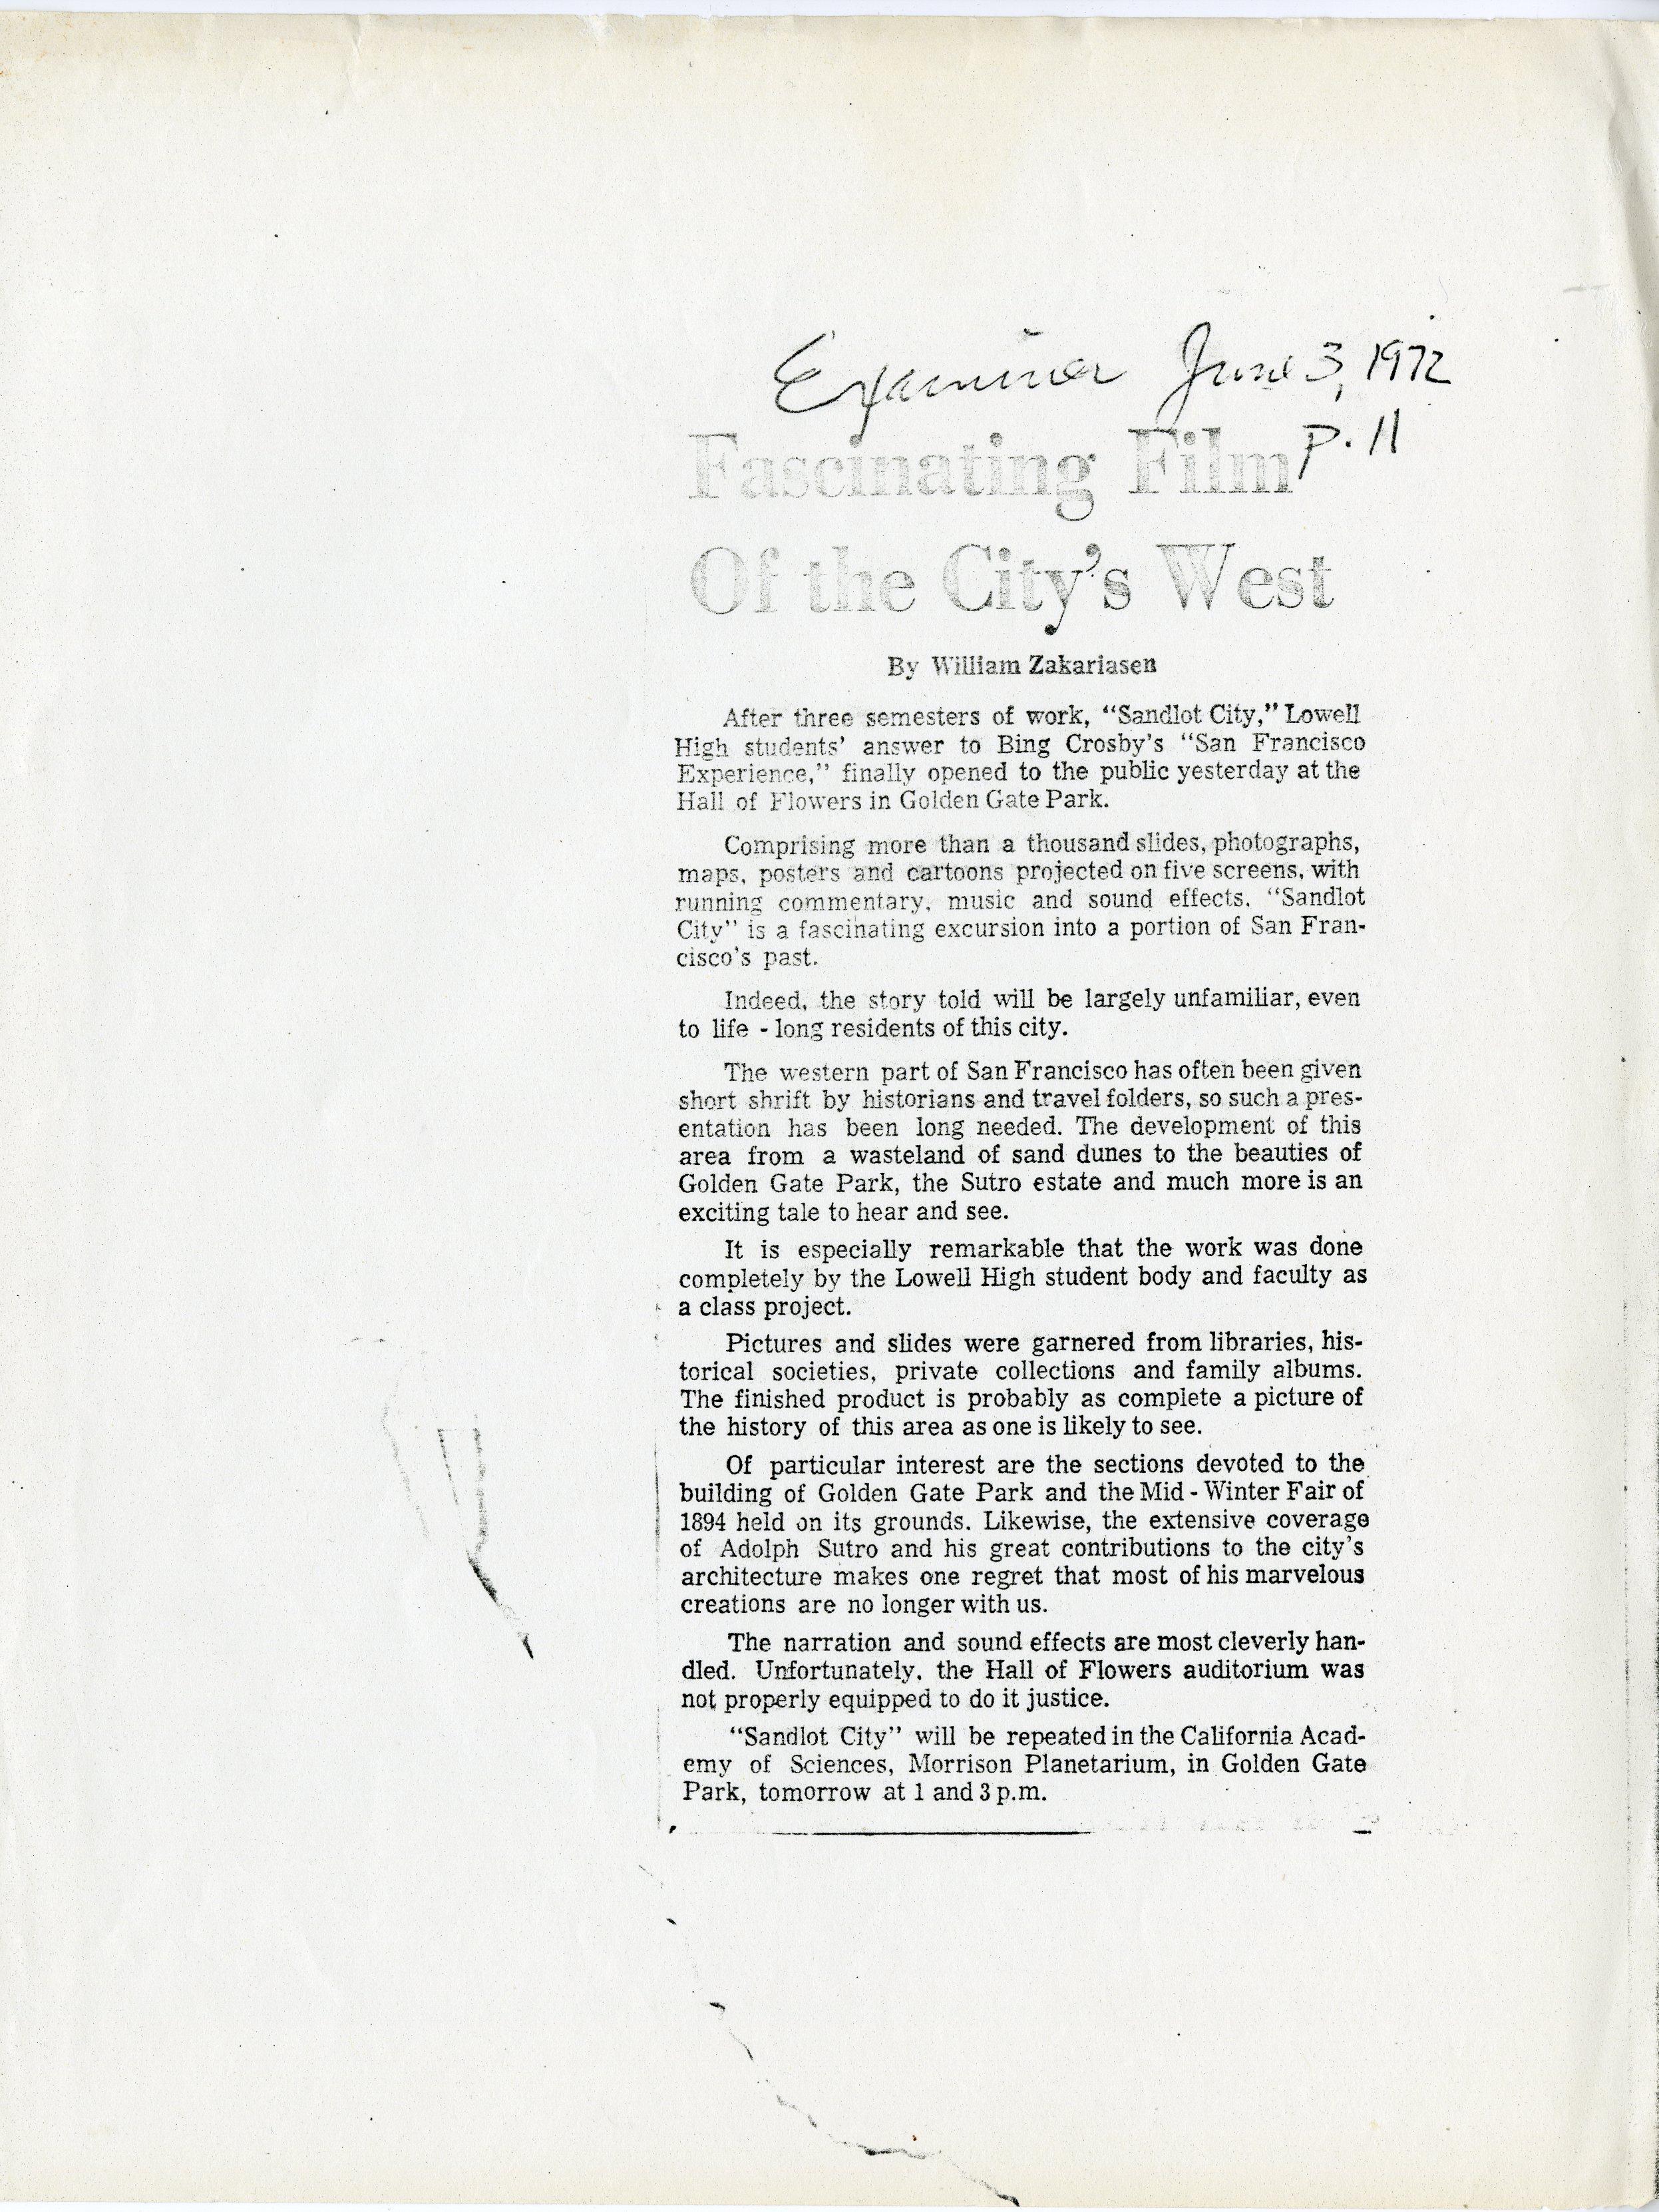 Examiner June 3, 1972
p. 11
Fascinating Film
Of the City's West
By William Zakariasen
After three semesters of work, "Sandlot City," Lowell
High students' answer to Bing Crosby's "San Francisco
Experience," finally opened to the public yesterday at the
Hall of Flowers in Golden Gate Park.
Comprising more than a thousand slides, photographs,
maps, posters and cartoons projected on five screens, with
running commentary, music and sound effects. "Sandlot
City" is a fascinating excursion into a portion of San Fran-
cisco's past.
Indeed, the story told will be largely unfamiliar, even
to life - long residents of this city.
The western part of San Francisco has often been given
short shrift by historians and travel folders, so such a pres-
entation has been long needed. The development of this
area from a wasteland of sand dunes to the beauties of
Golden Gate Park, the Sutro estate and much more is an
exciting tale to hear and see.
It is especially remarkable that the work was done
completely by the Lowell High student body and faculty as
a class project.
Pictures and slides were garnered from libraries, his-
torical societies, private collections and family albums.
The finished product is probably as complete a picture of
the history of this area as one is likely to see.
Of particular interest are the sections devoted to the
building of Golden Gate Park and the Mid - Winter Fair of
1894 held on its grounds. Likewise, the extensive coverage
of Adolph Sutro and his great contributions to the city's
architecture makes one regret that most of his marvelous
creations are no longer with us.
The narration and sound effects are most cleverly han-
dled. Unfortunately, the Hall of Flowers auditorium was
not properly equipped to do it justice.
"Sandlot City" will be repeated in the California Acad-
emy of Sciences, Morrison Planetarium, in Golden Gate
Park, tomorrow at 1 and 3 p.m.